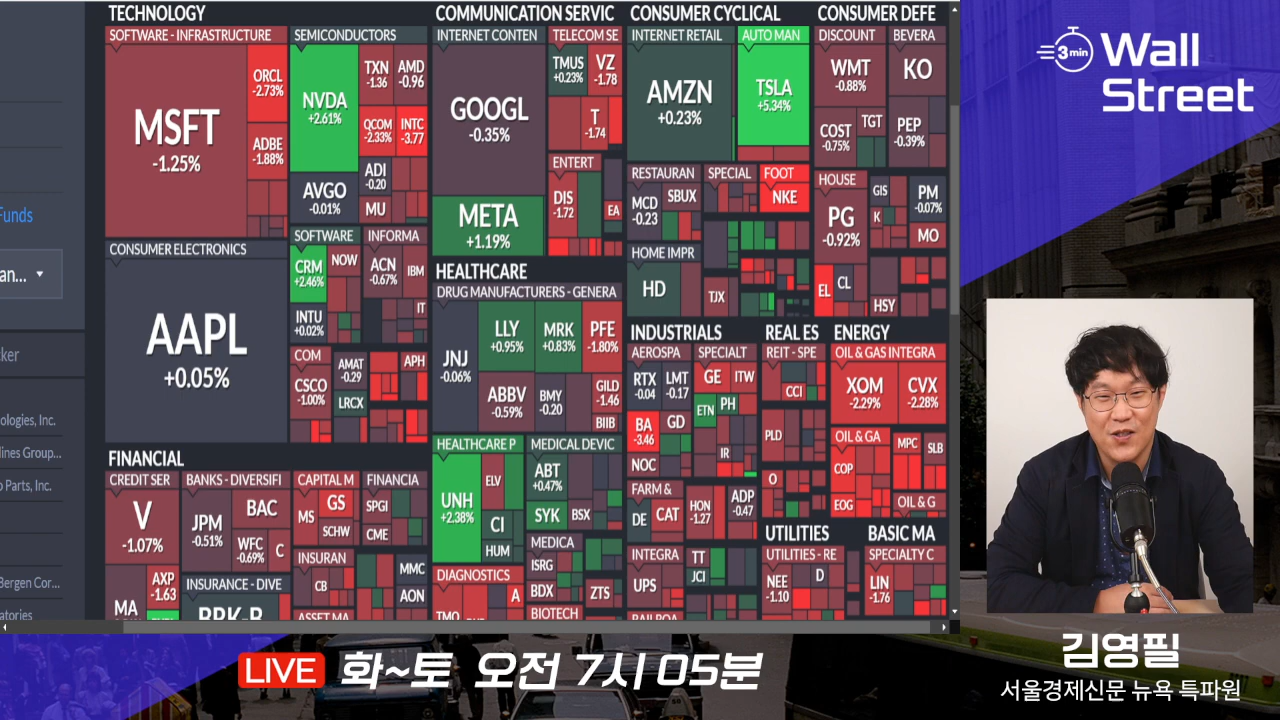 TECHNOLOGY
SOFTWARE - INFRASTRUCTURE
MSFT
-1.25%
ORCL
-2.73%
ADBE
-1.88%
SEMICONDUCTORS
NVDA
+2.61%
TXN
-1.36
AMD
-0.96
QCOM
-2.33%
INTC
-3.77
AVGO
-0.01%
ADI
-0.20
MU
CONSUMER ELECTRONICS
AAPL
+0.05%
SOFTWARE
CRM
+2.46%
NOW
INTU
+0.02%
INFORMA
ACN
-0.67%
IBM
IT
COM
CSCO
-1.00%
AMAT
-0.29
LRCX
APH
FINANCIAL
CREDIT SER
V
-1.07%
MA
AXP
-1.63
BANKS - DIVERSIFI
JPM
-0.51%
BAC
WFC
-0.69%
C
INSURANCE - DIVE
BRK-B
CAPITAL M
MS
GS
SCHW
FINANCIA
SPGI
CME
INSURAN
CB
MMC
AON
ASSET MA
COMMUNICATION SERVIC
INTERNET CONTEN
GOOGL
-0.35%
META
+1.19%
TELECOM SE
TMUS
+0.23%
VZ
-1.78
T
-1.74
ENTERT
DIS
-1.72
EA
HEALTHCARE
DRUG MANUFACTURERS - GENERA
JNJ
-0.06%
LLY
+0.95%
MRK
+0.83%
PFE
-1.80%
ABBV
-0.59%
BMY
-0.20
GILD
-1.46
BIIB
HEALTHCARE P
UNH
+2.38%
ELV
CI
HUM
MEDICAL DEVIC
ABT
+0.47%
SYK
BSX
MEDICA
ISRG
BDX
ZTS
DIAGNOSTICS
TMO
A
BIOTECH
CONSUMER CYCLICAL
INTERNET RETAIL
AMZN
+0.23%
AUTO MAN
TSLA
+5.34%
RESTAURAN
MCD
-0.23
SBUX
SPECIAL
FOOT
NKE
HOME IMPR
HD
TJX
CONSUMER DEFE
DISCOUNT
WMT
-0.88%
COST
-0.75%
TGT
BEVERA
KO
PEP
-0.39%
HOUSE
PG
-0.92%
EL
CL
GIS
K
PM
-0.07%
MO
HSY
INDUSTRIALS
AEROSPA
RTX
-0.04
LMT
-0.17
BA
-3.46
GD
NOC
SPECIALT
GE
ITW
ETN
PH
IR
FARM &
DE
CAT
HON
-1.27
ADP
-0.47
INTEGRA
UPS
TT
JCI
RAILROA
REAL ES
REIT - SPE
CCI
PLD
O
ENERGY
OIL & GAS INTEGRA
XOM
-2.29%
CVX
-2.28%
OIL & GA
COP
EOG
MPC
SLB
OIL & G
UTILITIES
UTILITIES - RE
NEE
-1.10
D
BASIC MA
SPECIALTY C
LIN
-1.76
Funds
an...
cker
ologies, Inc.
lines Group...
o Parts, Inc.
Bergen Cor...
atories
3min
Wall
Street
김영필
서울경제신문 뉴욕 특파원
LIVE 화~토 오전 7시 05분